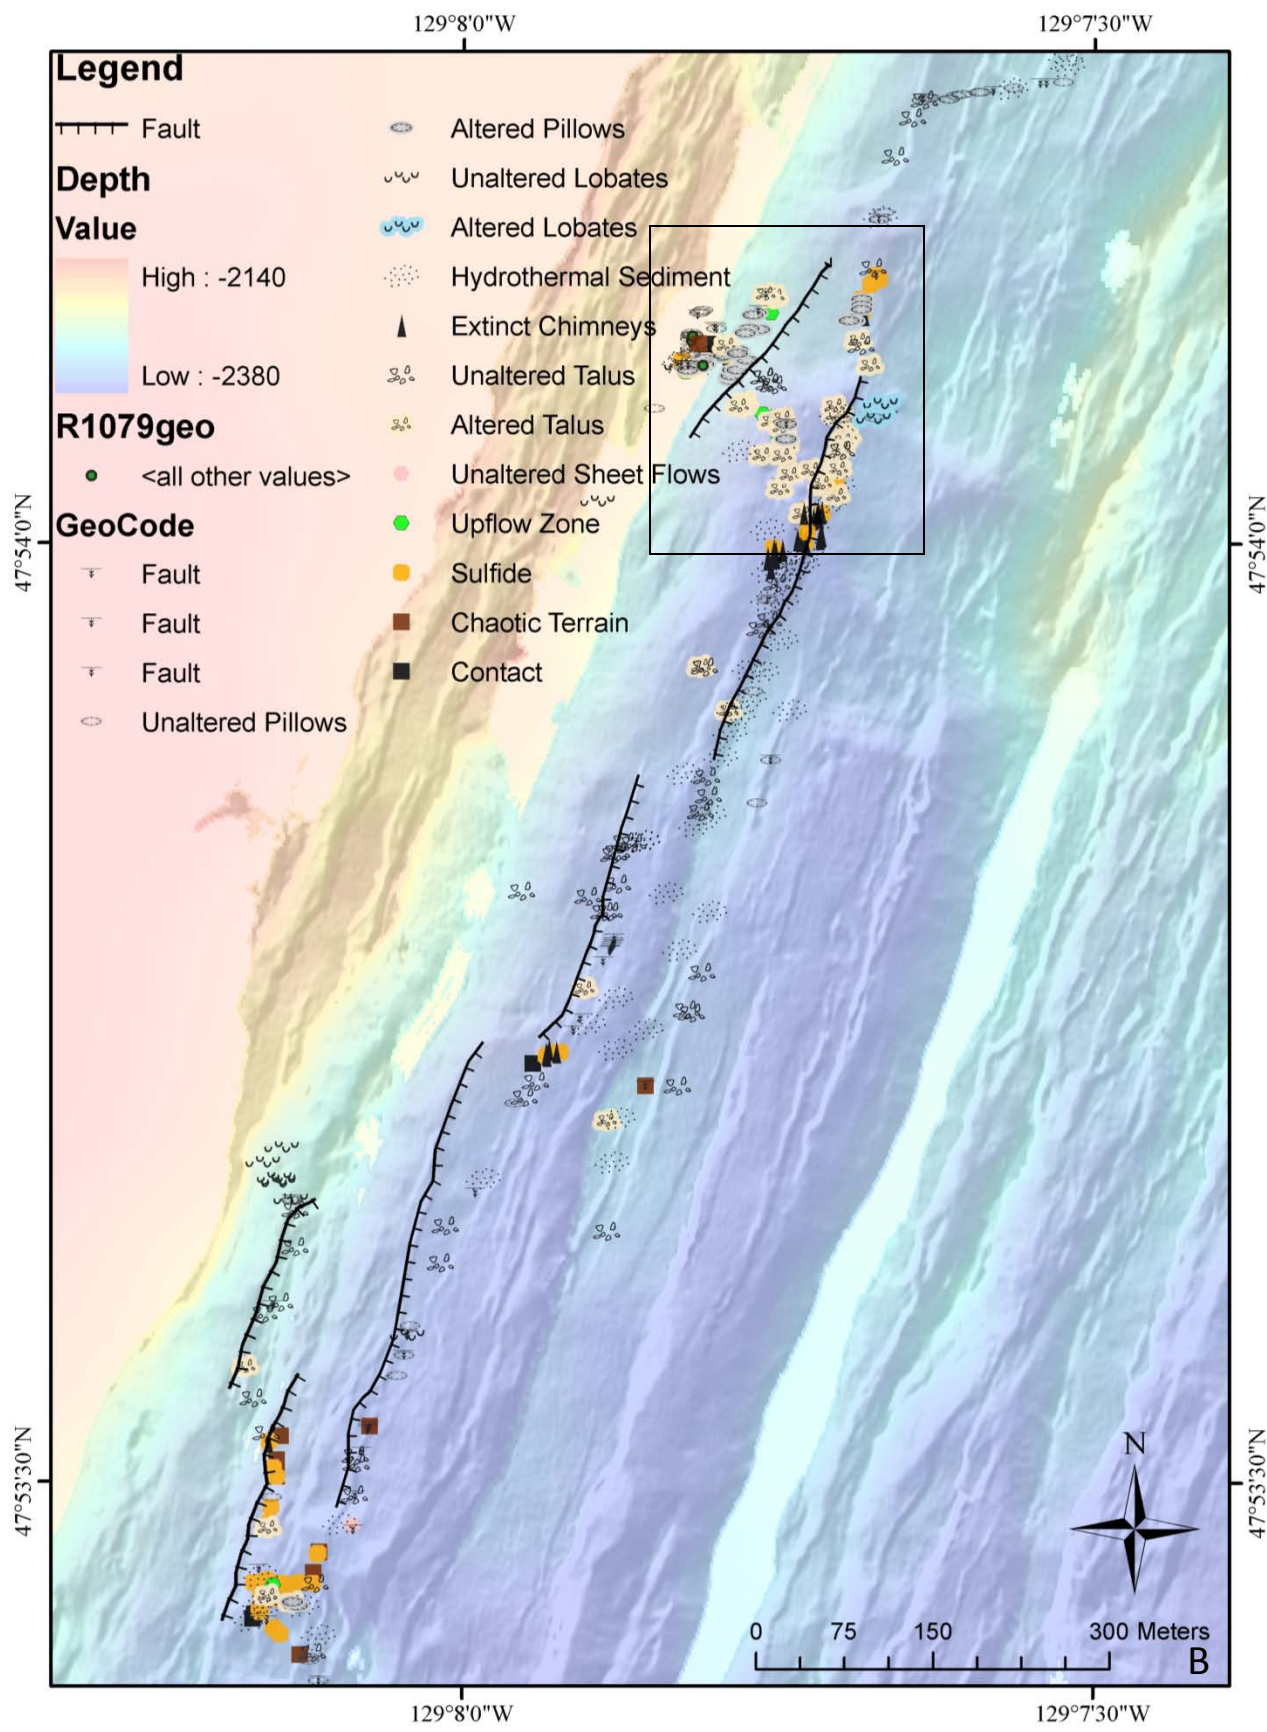 129°8'0"W
129°7'30"W
Legend
Fault
Depth
Value
High : -2140
Low : -2380
R1079geo
<all other values>
GeoCode
Fault
Fault
Fault
Unaltered Pillows
Altered Pillows
Unaltered Lobates
Altered Lobates
Hydrothermal Sediment
Extinct Chimneys
Unaltered Talus
Altered Talus
Unaltered Sheet Flows
Upflow Zone
Sulfide
Chaotic Terrain
Contact
47°54'0"N
47°54'0"N
47°53'30"N
47°53'30"N
N
0 75 150 300 Meters
B
129°8'0"W
129°7'30"W